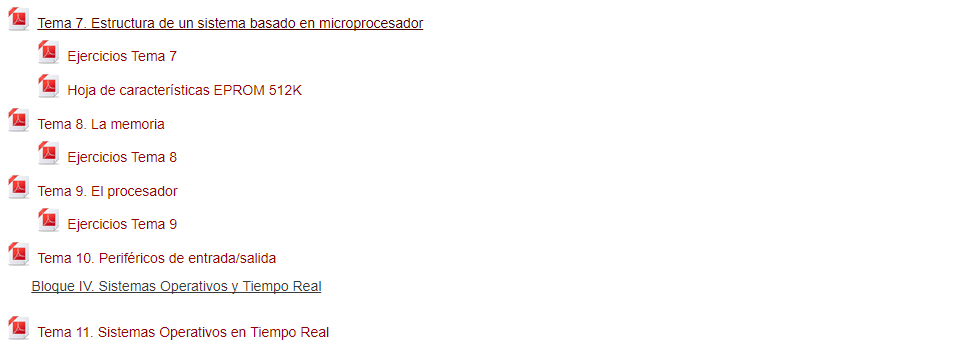 Tema 7. Estructura de un sistema basado en microprocesador
Ejercicios Tema 7
Hoja de características EPROM 512K
Tema 8. La memoria
Ejercicios Tema 8
Tema 9. El procesador
Ejercicios Tema 9
Tema 10. Periféricos de entrada/salida
Bloque IV. Sistemas Operativos y Tiempo Real
Tema 11. Sistemas Operativos en Tiempo Real